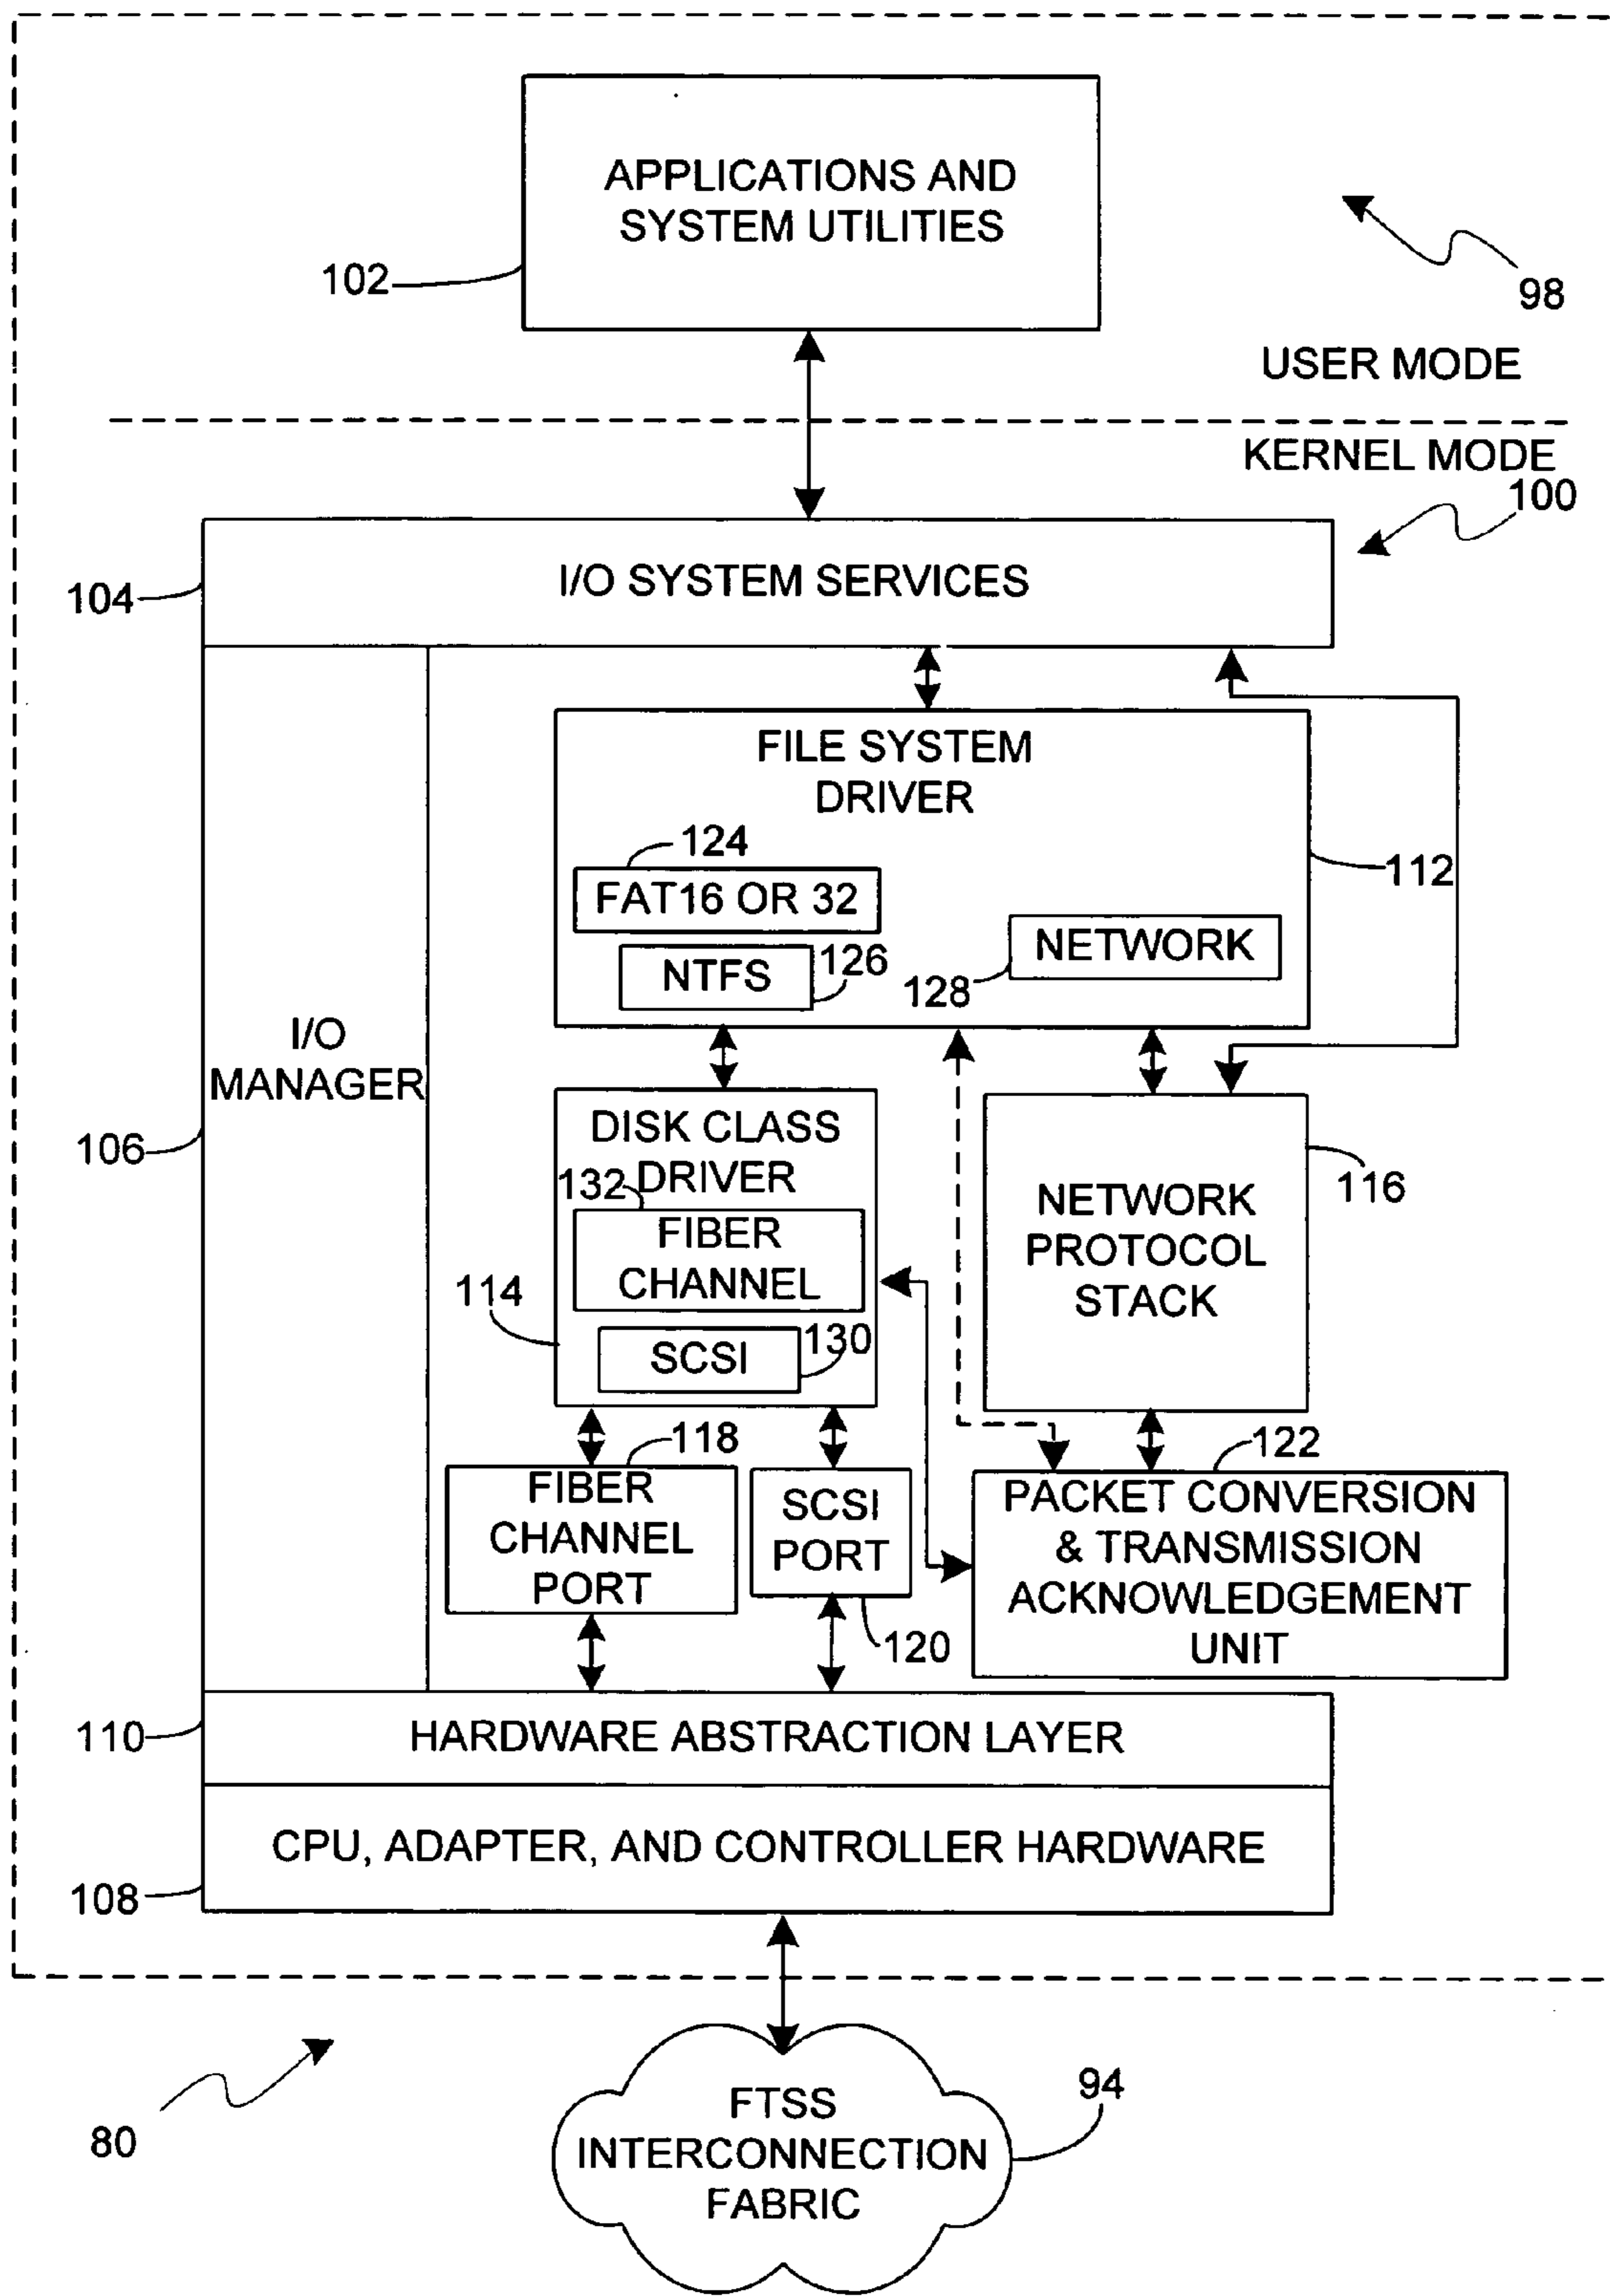 APPLICATIONS AND
SYSTEM UTILITIES
102
98
USER MODE
KERNEL MODE
100
I/O SYSTEM SERVICES
104
FILE SYSTEM
DRIVER
124
FAT16 OR 32
112
NETWORK
NTFS
126
128
I/O
MANAGER
106
DISK CLASS
DRIVER
132
FIBER
CHANNEL
114
SCSI
130
116
NETWORK
PROTOCOL
STACK
118
122
FIBER
CHANNEL
PORT
SCSI
PORT
120
PACKET CONVERSION
& TRANSMISSION
ACKNOWLEDGEMENT
UNIT
110
HARDWARE ABSTRACTION LAYER
CPU, ADAPTER, AND CONTROLLER HARDWARE
108
80
FTSS
INTERCONNECTION
FABRIC
94